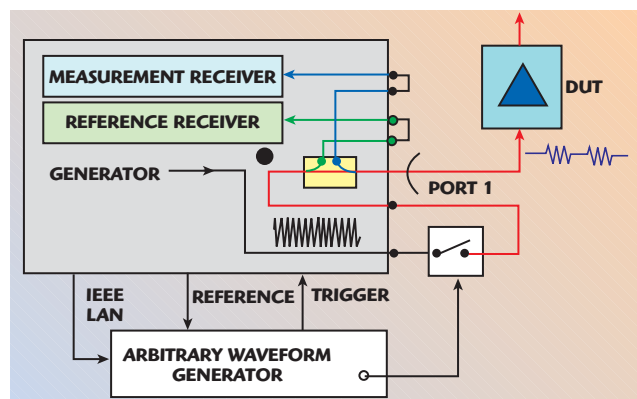 MEASUREMENT RECEIVER
DUT
REFERENCE RECEIVER
GENERATOR
PORT 1
IEEE
LAN
REFERENCE
TRIGGER
ARBITRARY WAVEFORM
GENERATOR